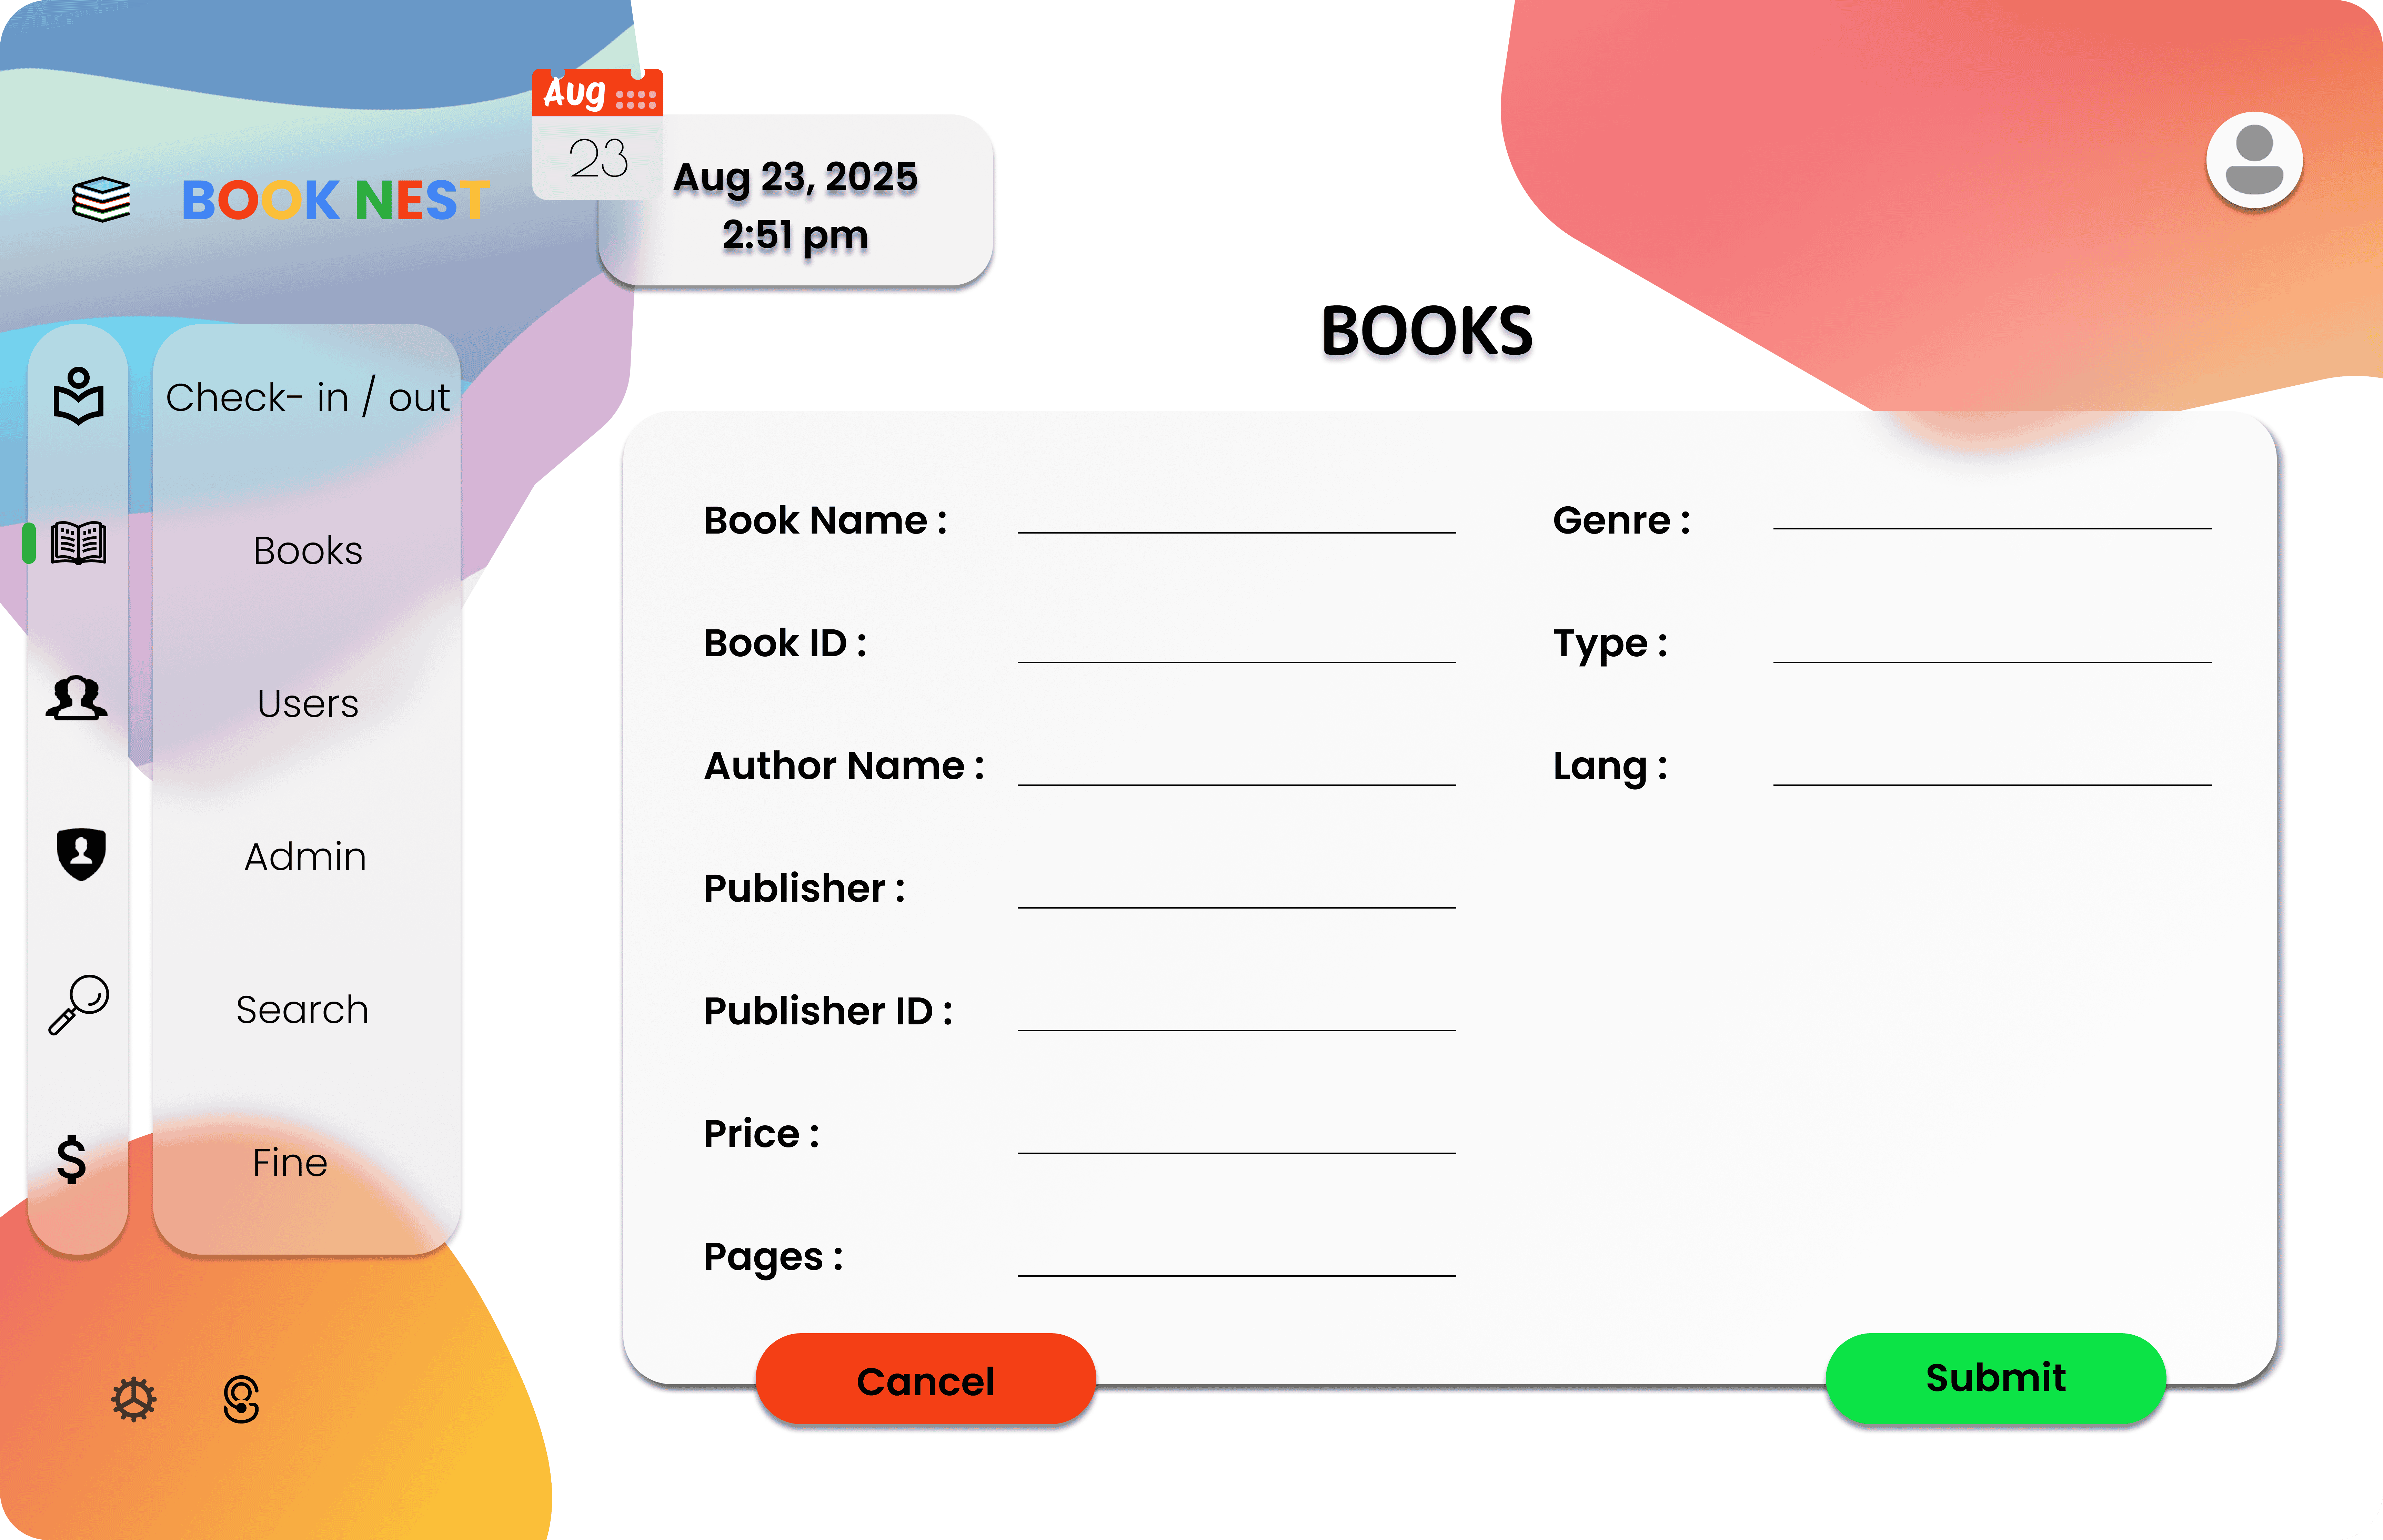 Aug
23
Aug 23, 2025
2:51 pm
BOOK NEST
BOOKS
Check- in / out
Books
Users
Admin
Search
$
Fine
Book Name :
Genre :
Book ID :
Type :
Author Name :
Lang :
Publisher :
Publisher ID :
Price :
Pages :
Cancel
Submit